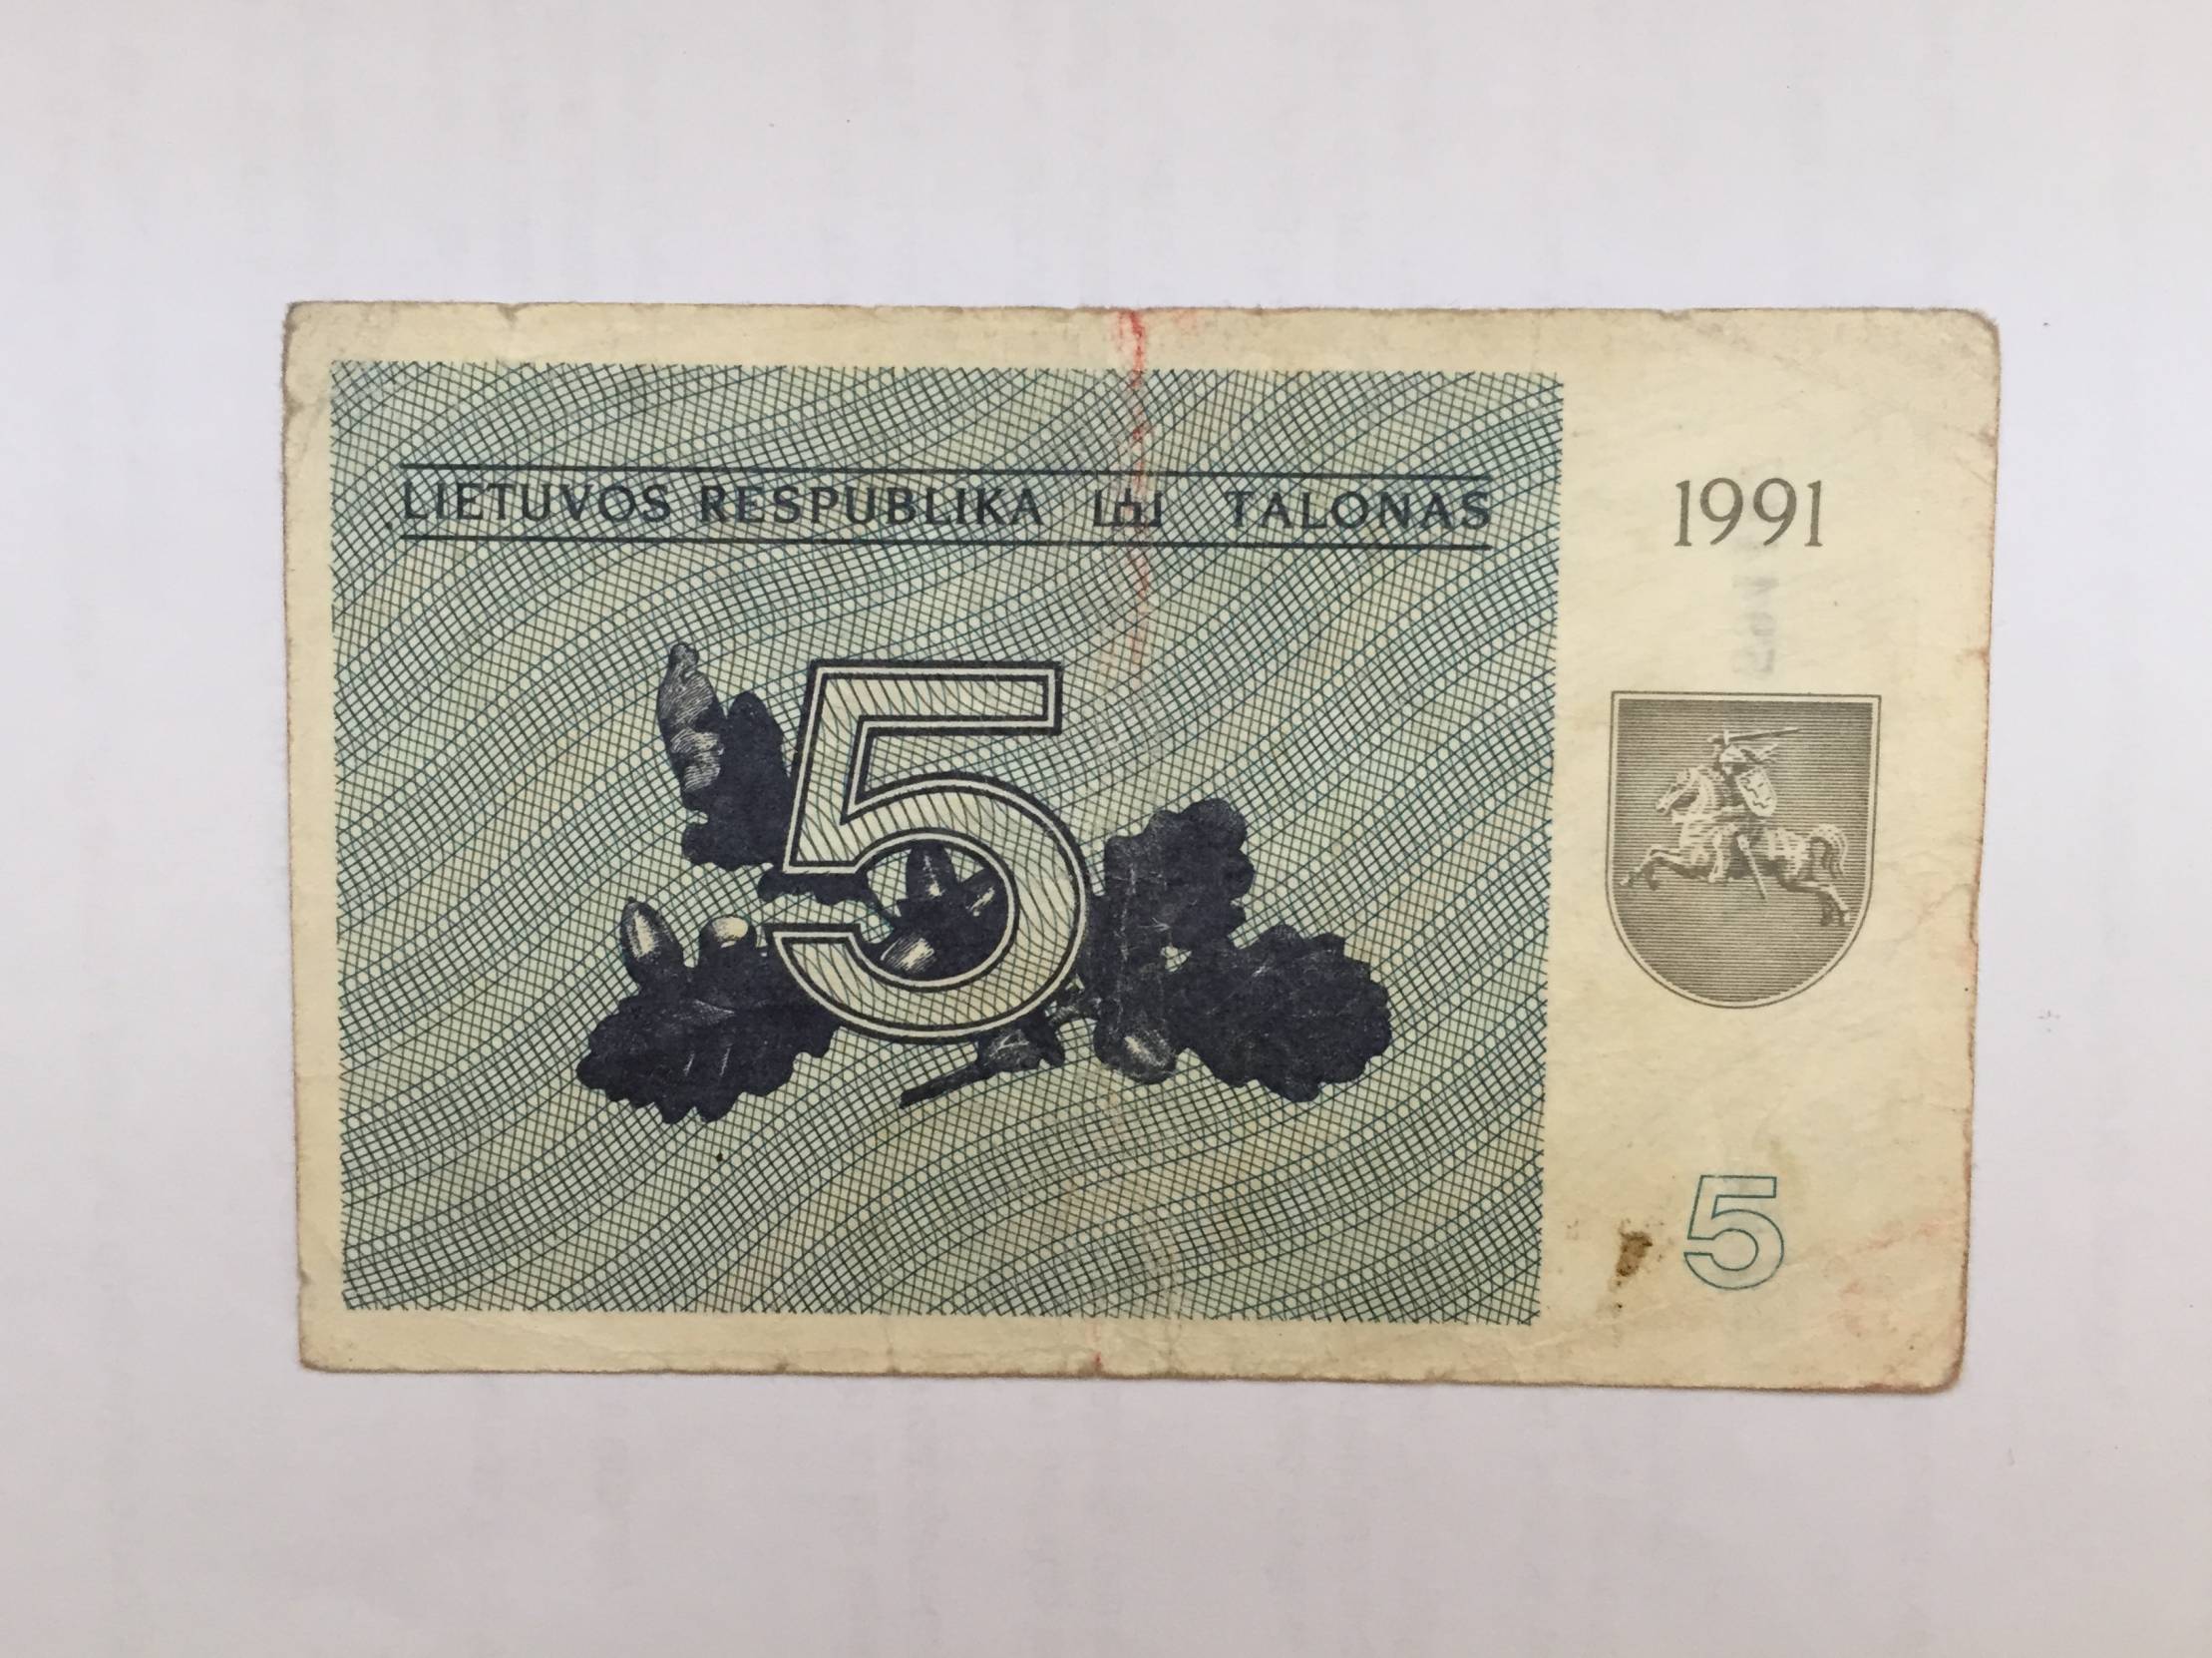 LIETUVOS RESPUBLIKA TALONAS
1991
5
5